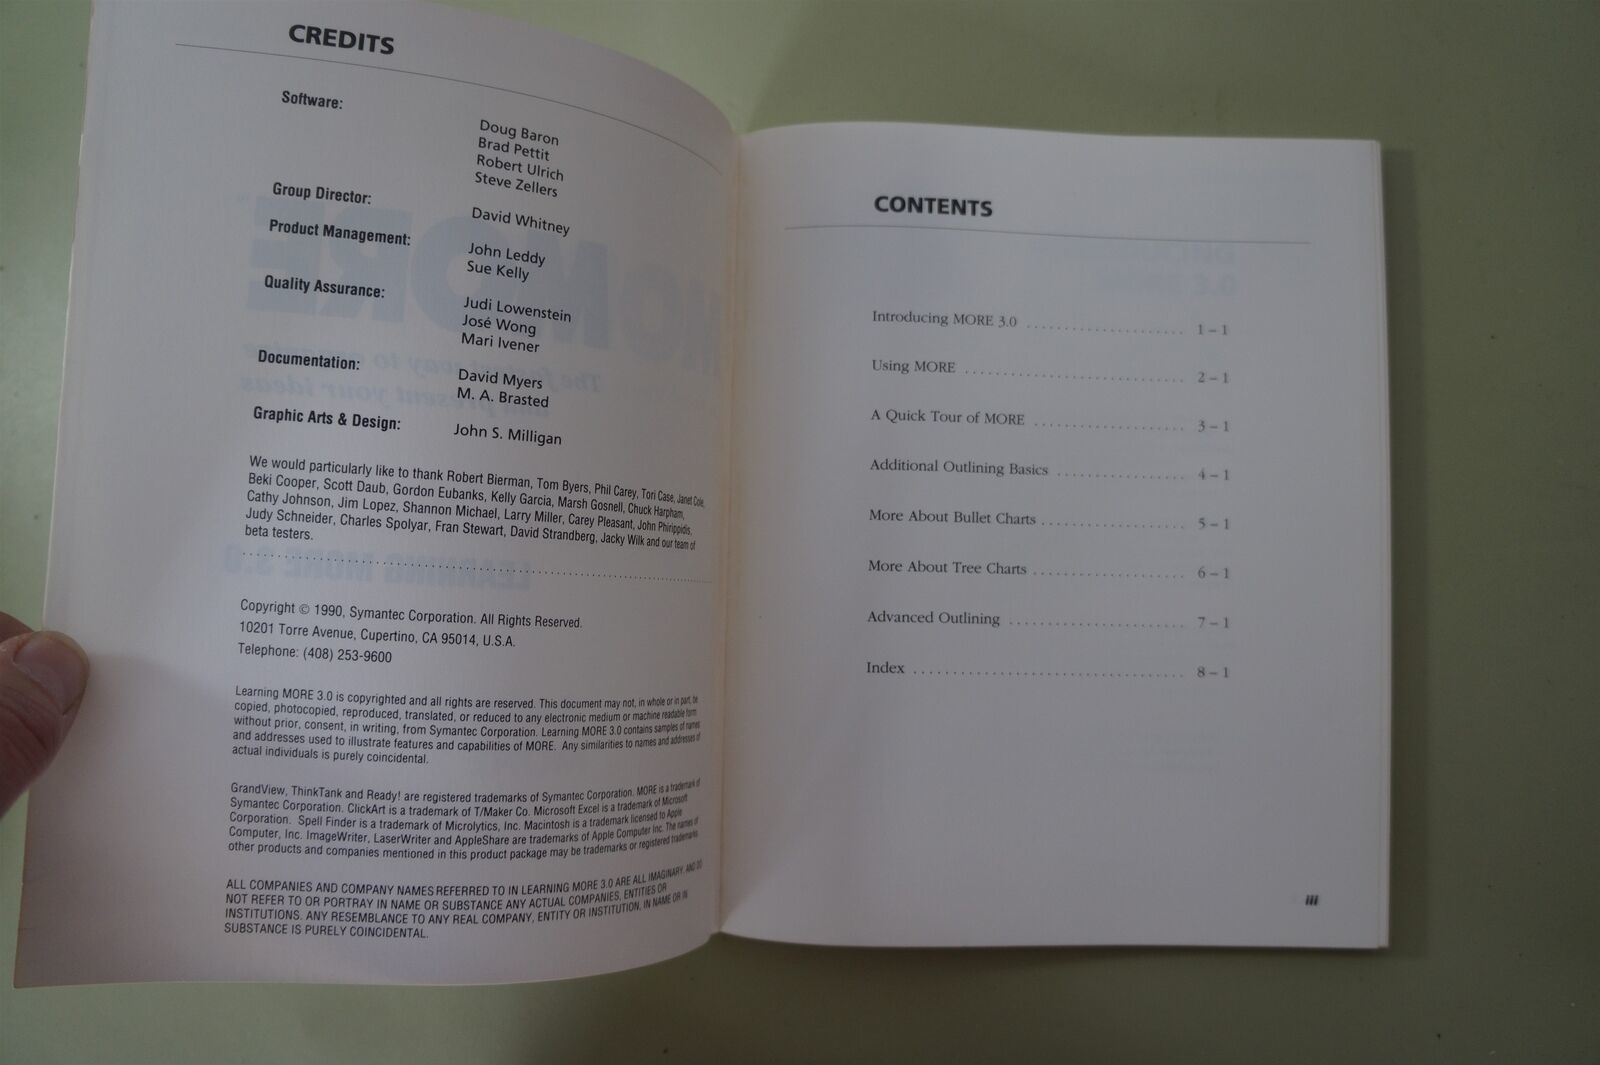 CREDITS
Software:
Doug Baron
Brad Pettit
Robert Ulrich
Steve Zellers
Group Director:
David Whitney
Product Management:
John Leddy
Sue Kelly
Quality Assurance:
Judi Lowenstein
José Wong
Mari Ivener
Documentation:
David Myers
M. A. Brasted
Graphic Arts & Design:
John S. Milligan
We would particularly like to thank Robert Bierman, Tom Byers, Phil Carey, Tori Case, Janet Cole,
Beki Cooper, Scott Daub, Gordon Eubanks, Kelly Garcia, Marsh Gosnell, Chuck Harpham,
Cathy Johnson, Jim Lopez, Shannon Michael, Larry Miller, Carey Pleasant, John Phirippidis,
Judy Schneider, Charles Spolyar, Fran Stewart, David Strandberg, Jacky Wilk and our team of
beta testers.
Copyright © 1990, Symantec Corporation. All Rights Reserved.
10201 Torre Avenue, Cupertino, CA 95014, U.S.A.
Telephone: (408) 253-9600
Learning MORE 3.0 is copyrighted and all rights are reserved. This document may not, in whole or in part, be
copied, photocopied, reproduced, translated, or reduced to any electronic medium or machine readable form
without prior, consent, in writing, from Symantec Corporation. Learning MORE 3.0 contains samples of names
and addresses used to illustrate features and capabilities of MORE. Any similarities to names and addresses of
actual individuals is purely coincidental.
GrandView, ThinkTank and Ready! are registered trademarks of Symantec Corporation. MORE is a trademark of
Symantec Corporation. ClickArt is a trademark of T/Maker Co. Microsoft Excel is a trademark of Microsoft
Corporation. Spell Finder is a trademark of Microlytics, Inc. Macintosh is a trademark licensed to Apple
Computer, Inc. ImageWriter, LaserWriter and AppleShare are trademarks of Apple Computer Inc. The names of
other products and companies mentioned in this product package may be trademarks or registered trademarks.
ALL COMPANIES AND COMPANY NAMES REFERRED TO IN LEARNING MORE 3.0 ARE ALL IMAGINARY, AND DO
NOT REFER TO OR PORTRAY IN NAME OR SUBSTANCE ANY ACTUAL COMPANIES, ENTITIES OR
INSTITUTIONS. ANY RESEMBLANCE TO ANY REAL COMPANY, ENTITY OR INSTITUTION, IN NAME OR IN
SUBSTANCE IS PURELY COINCIDENTAL.
CONTENTS
Introducing MORE 3.0 . . . . . . . . . . . . . . . . . . . . 1 – 1
Using MORE . . . . . . . . . . . . . . . . . . . . . . . . . . . 2 – 1
A Quick Tour of MORE . . . . . . . . . . . . . . . . . . . 3 – 1
Additional Outlining Basics . . . . . . . . . . . . . . . . 4 – 1
More About Bullet Charts . . . . . . . . . . . . . . . . . . 5 – 1
More About Tree Charts . . . . . . . . . . . . . . . . . . . 6 – 1
Advanced Outlining . . . . . . . . . . . . . . . . . . . . . . 7 – 1
Index . . . . . . . . . . . . . . . . . . . . . . . . . . . . . . . . . 8 – 1
iii